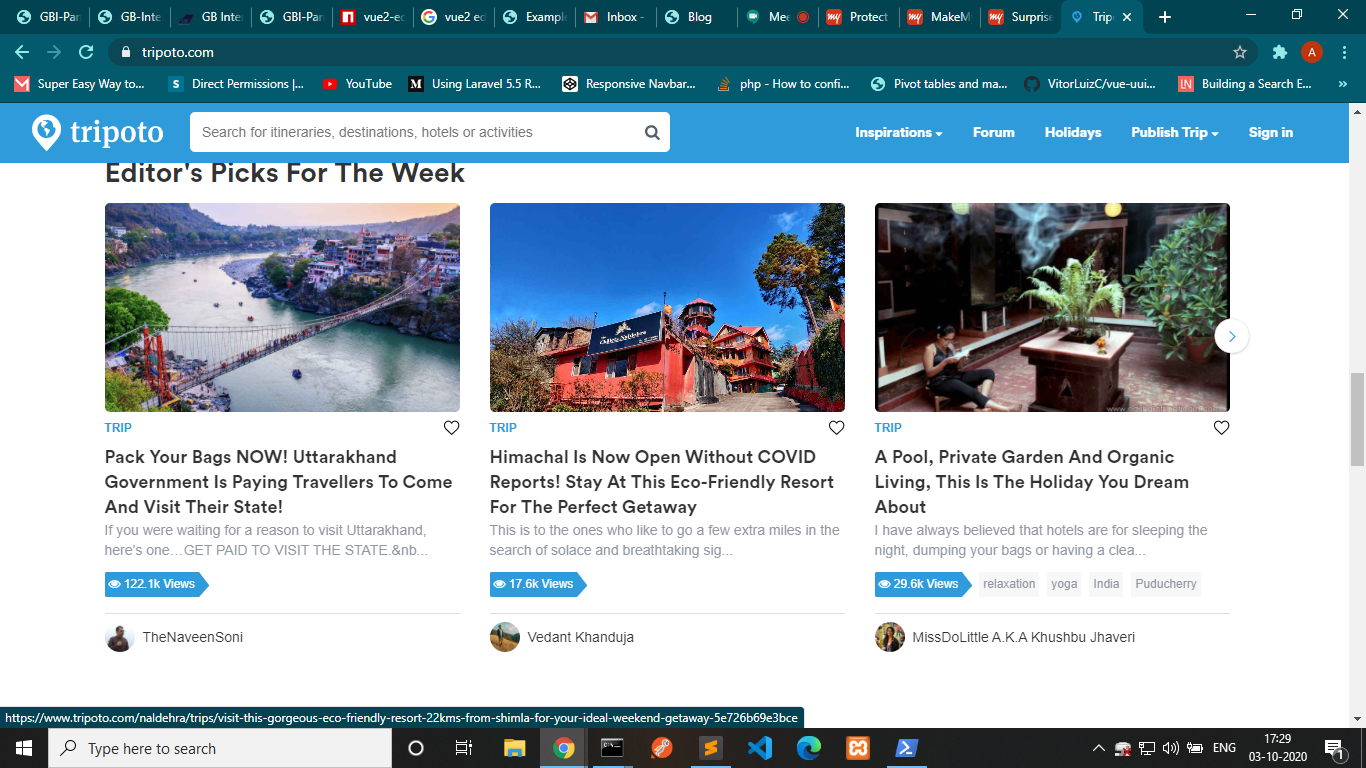 GBI-Par
GB-Inte
GB Inter
GBI-Par
vue2-ed
vue2 edi
Example
Inbox -
Blog
Mee
Protect
MakeM
Surprise
Trip
tripoto.com
A
Super Easy Way to...
Direct Permissions |...
YouTube
Using Laravel 5.5 R...
Responsive Navbar...
php - How to confi...
Pivot tables and ma...
VitorLuizC/vue-uui...
Building a Search E...
tripoto
Search for itineraries, destinations, hotels or activities
Inspirations
Forum
Holidays
Publish Trip
Sign in
Editor's Picks For The Week
TRIP
Pack Your Bags NOW! Uttarakhand
Government Is Paying Travellers To Come
And Visit Their State!
If you were waiting for a reason to visit Uttarakhand,
here's one…GET PAID TO VISIT THE STATE.&nb...
122.1k Views
TheNaveenSoni
TRIP
Himachal Is Now Open Without COVID
Reports! Stay At This Eco-Friendly Resort
For The Perfect Getaway
This is to the ones who like to go a few extra miles in the
search of solace and breathtaking sig...
17.6k Views
Vedant Khanduja
TRIP
A Pool, Private Garden And Organic
Living, This Is The Holiday You Dream
About
I have always believed that hotels are for sleeping the
night, dumping your bags or having a clea...
29.6k Views
relaxation
yoga
India
Puducherry
MissDoLittle A.K.A Khushbu Jhaveri
https://www.tripoto.com/naldehra/trips/visit-this-gorgeous-eco-friendly-resort-22kms-from-shimla-for-your-ideal-weekend-getaway-5e726b69e3bce
Type here to search
ENG
17:29
03-10-2020
1